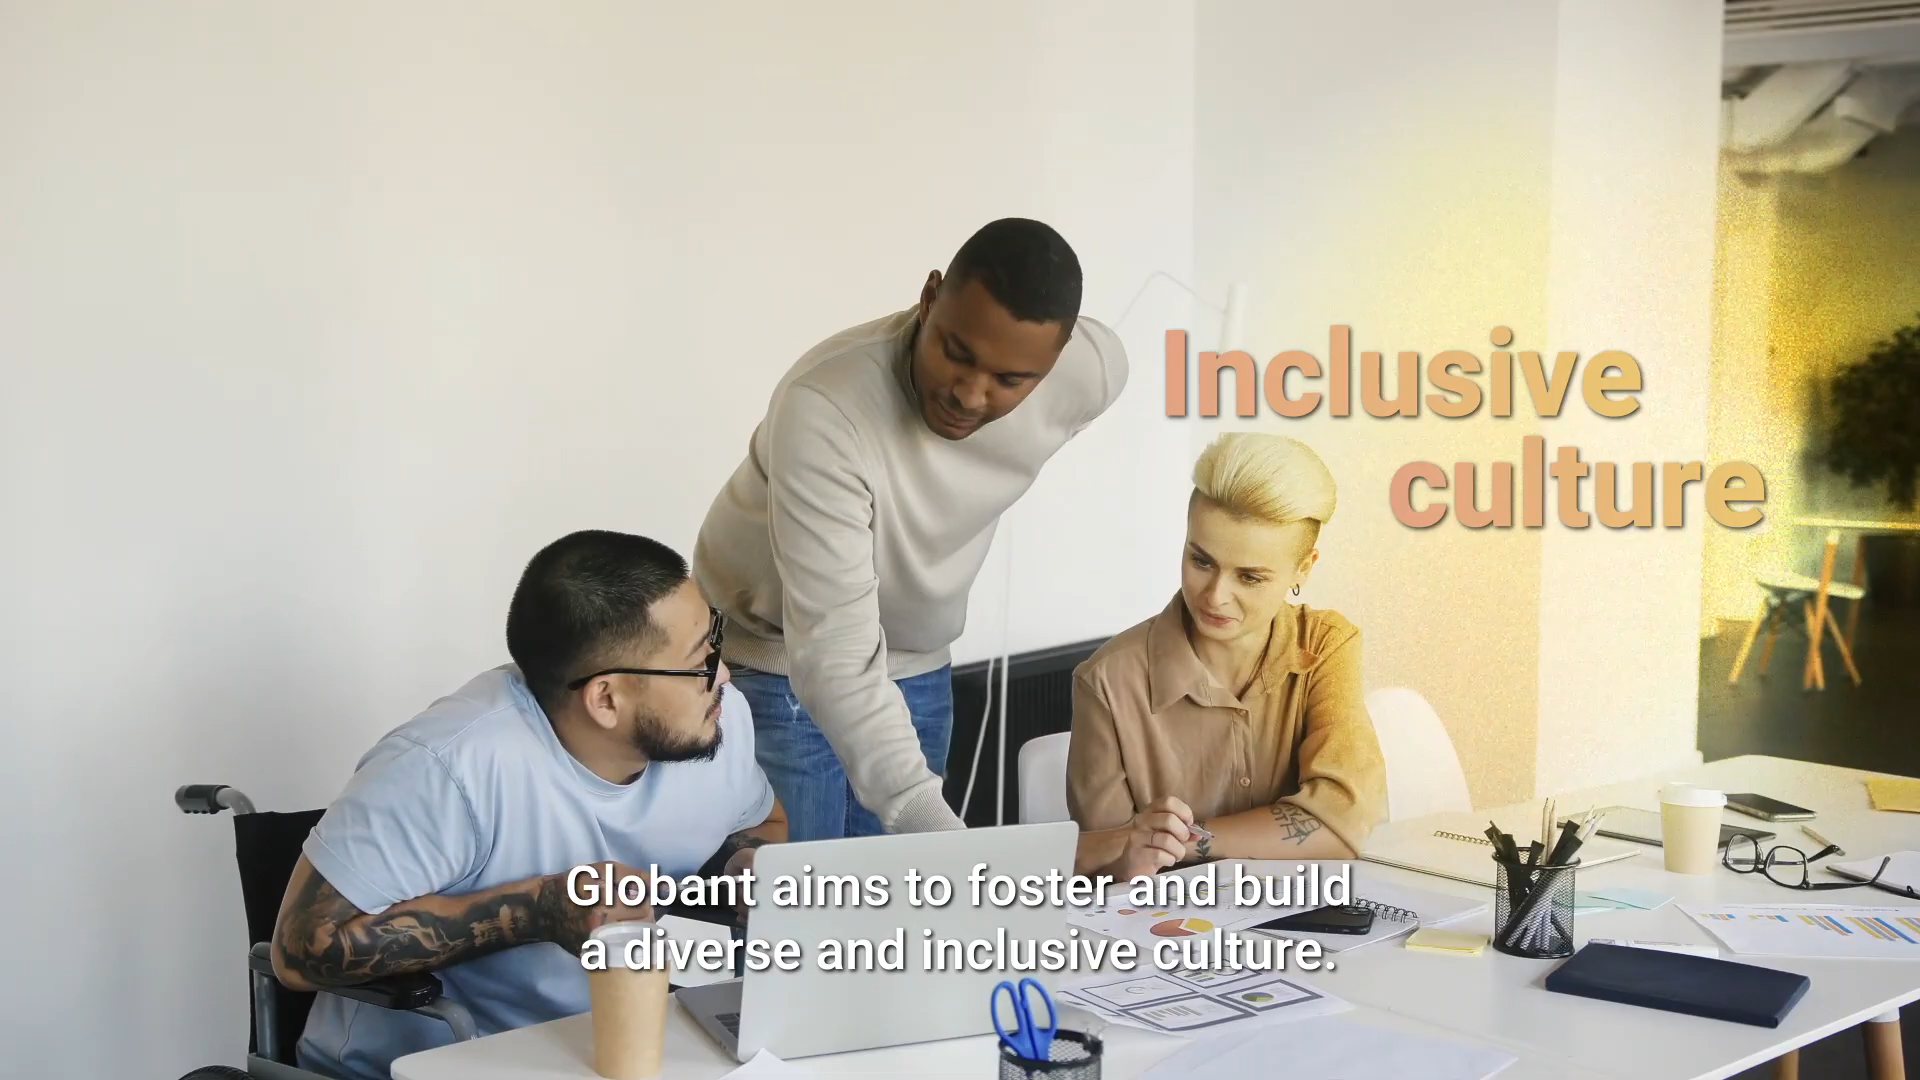 Inclusive
culture
Globant aims to foster and build
a diverse and inclusive culture.